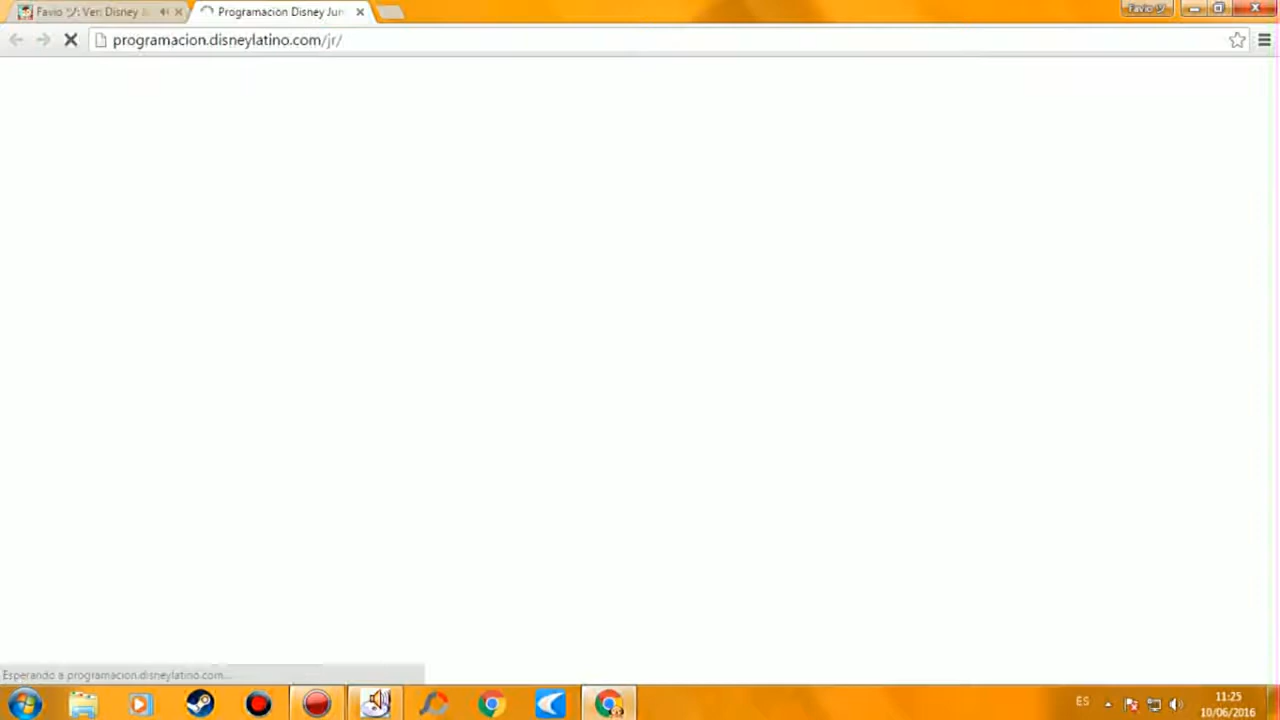 Favio ツ: Ver: Disney J
Programacion Disney Jun
Favio ツ
programacion.disneylatino.com/jr/
Esperando a programacion.disneylatino.com...
ES
11:25
10/06/2016